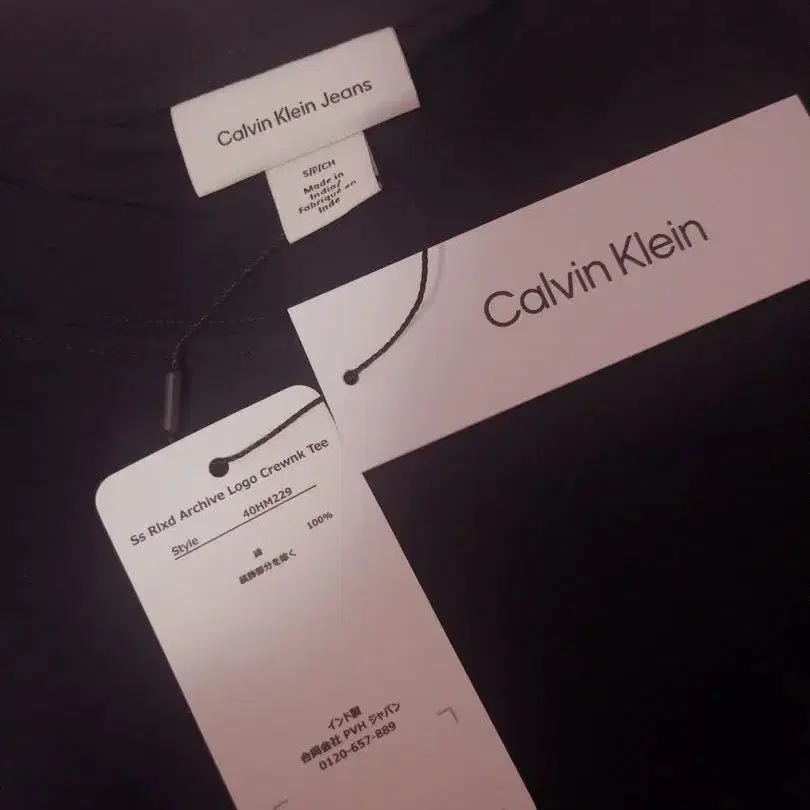 Calvin Klein Jeans
S/P/CH
Made in
India/
Fabriqué en
Inde
Calvin Klein
Ss Rlxd Archive Logo Crewnk Tee
Style 40HM229
綿 100%
装飾部分を除く
インド製
合同会社 PVH ジャパン
0120-657-889